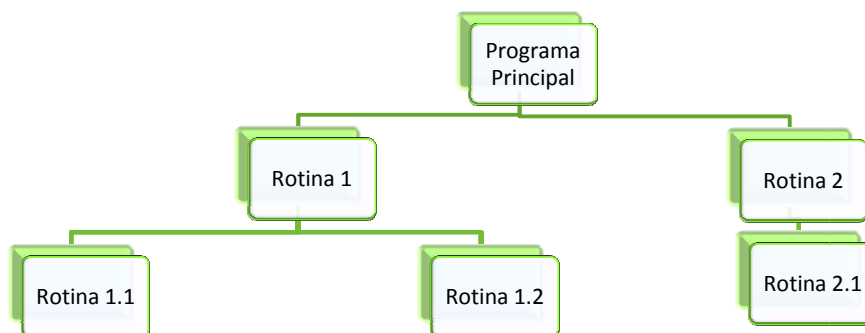 Programa
Principal
Rotina 1
Rotina 2
Rotina 1.1
Rotina 1.2
Rotina 2.1